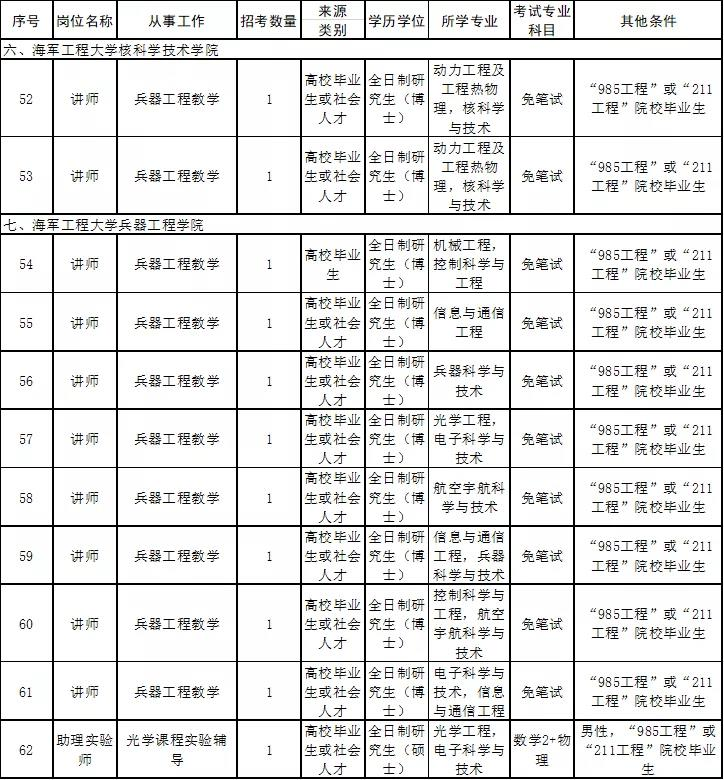 序号 岗位名称 从事工作 招考数量 来源类别 学历学位 所学专业 考试专业科目 其他条件
六、海军工程大学核科学技术学院
52 讲师 兵器工程教学 1 高校毕业生或社会人才 全日制研究生（博士） 动力工程及工程热物理，核科学与技术 免笔试 “985工程”或“211工程”院校毕业生
53 讲师 兵器工程教学 1 高校毕业生或社会人才 全日制研究生（博士） 动力工程及工程热物理，核科学与技术 免笔试 “985工程”或“211工程”院校毕业生
七、海军工程大学兵器工程学院
54 讲师 兵器工程教学 1 高校毕业生 全日制研究生（博士） 机械工程，控制科学与工程 免笔试 “985工程”或“211工程”院校毕业生
55 讲师 兵器工程教学 1 高校毕业生或社会人才 全日制研究生（博士） 信息与通信工程 免笔试 “985工程”或“211工程”院校毕业生
56 讲师 兵器工程教学 1 高校毕业生或社会人才 全日制研究生（博士） 兵器科学与技术 免笔试 “985工程”或“211工程”院校毕业生
57 讲师 兵器工程教学 1 高校毕业生或社会人才 全日制研究生（博士） 光学工程，电子科学与技术 免笔试 “985工程”或“211工程”院校毕业生
58 讲师 兵器工程教学 1 高校毕业生或社会人才 全日制研究生（博士） 航空宇航科学与技术 免笔试 “985工程”或“211工程”院校毕业生
59 讲师 兵器工程教学 1 高校毕业生或社会人才 全日制研究生（博士） 信息与通信工程，兵器科学与技术 免笔试 “985工程”或“211工程”院校毕业生
60 讲师 兵器工程教学 1 高校毕业生或社会人才 全日制研究生（博士） 控制科学与工程，航空宇航科学与技术 免笔试 “985工程”或“211工程”院校毕业生
61 讲师 兵器工程教学 1 高校毕业生或社会人才 全日制研究生（博士） 电子科学与技术，信息与通信工程 免笔试 “985工程”或“211工程”院校毕业生
62 助理实验师 光学课程实验辅导 1 高校毕业生或社会人才 全日制研究生（硕士） 光学工程，电子科学与技术 数学2+物理 男性，“985工程”或“211工程”院校毕业生